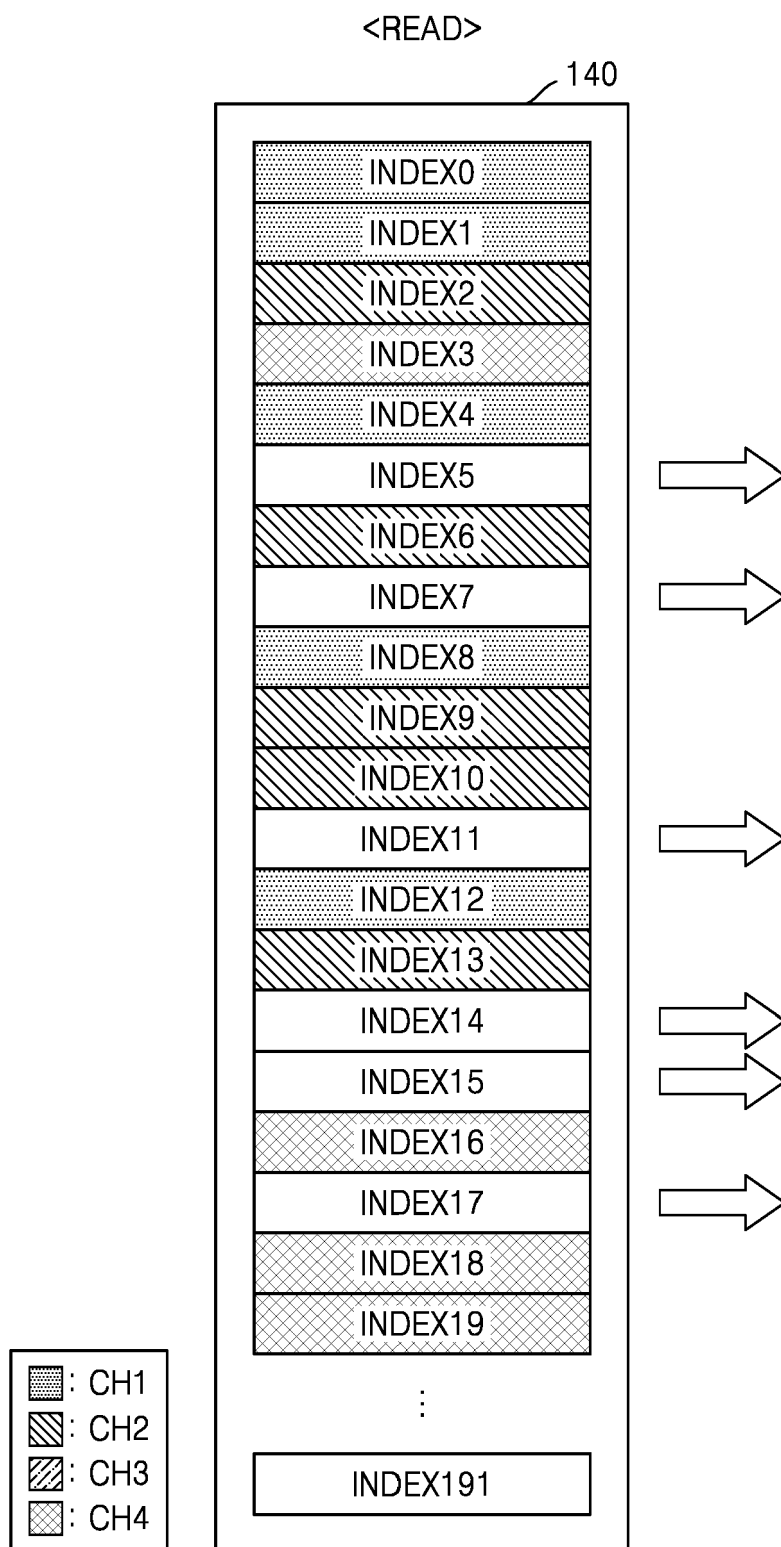 <READ>
140
INDEX0
INDEX1
INDEX2
INDEX3
INDEX4
INDEX5
INDEX6
INDEX7
INDEX8
INDEX9
INDEX10
INDEX11
INDEX12
INDEX13
INDEX14
INDEX15
INDEX16
INDEX17
INDEX18
INDEX19
⋮
INDEX191
: CH1
: CH2
: CH3
: CH4